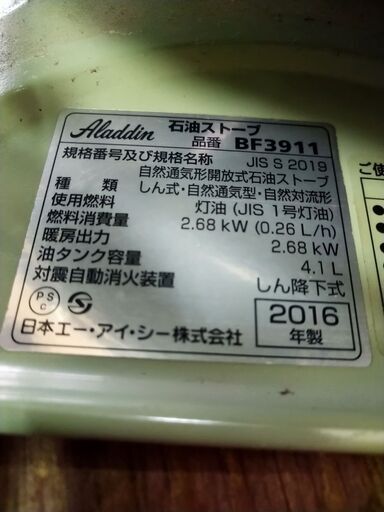 Aladdin 石油ストーブ
品番 BF3911
規格番号及び規格名称 JIS S 2019
自然通気形開放式石油ストーブ
種類 しん式・自然通気型・自然対流形
使用燃料 灯油 (JIS 1号灯油)
燃料消費量 2.68 kW (0.26 L/h)
暖房出力 2.68 kW
油タンク容量 4.1 L
対震自動消火装置 しん降下式
PS
C
S
日本エー・アイ・シー株式会社
2016
年製
ご使